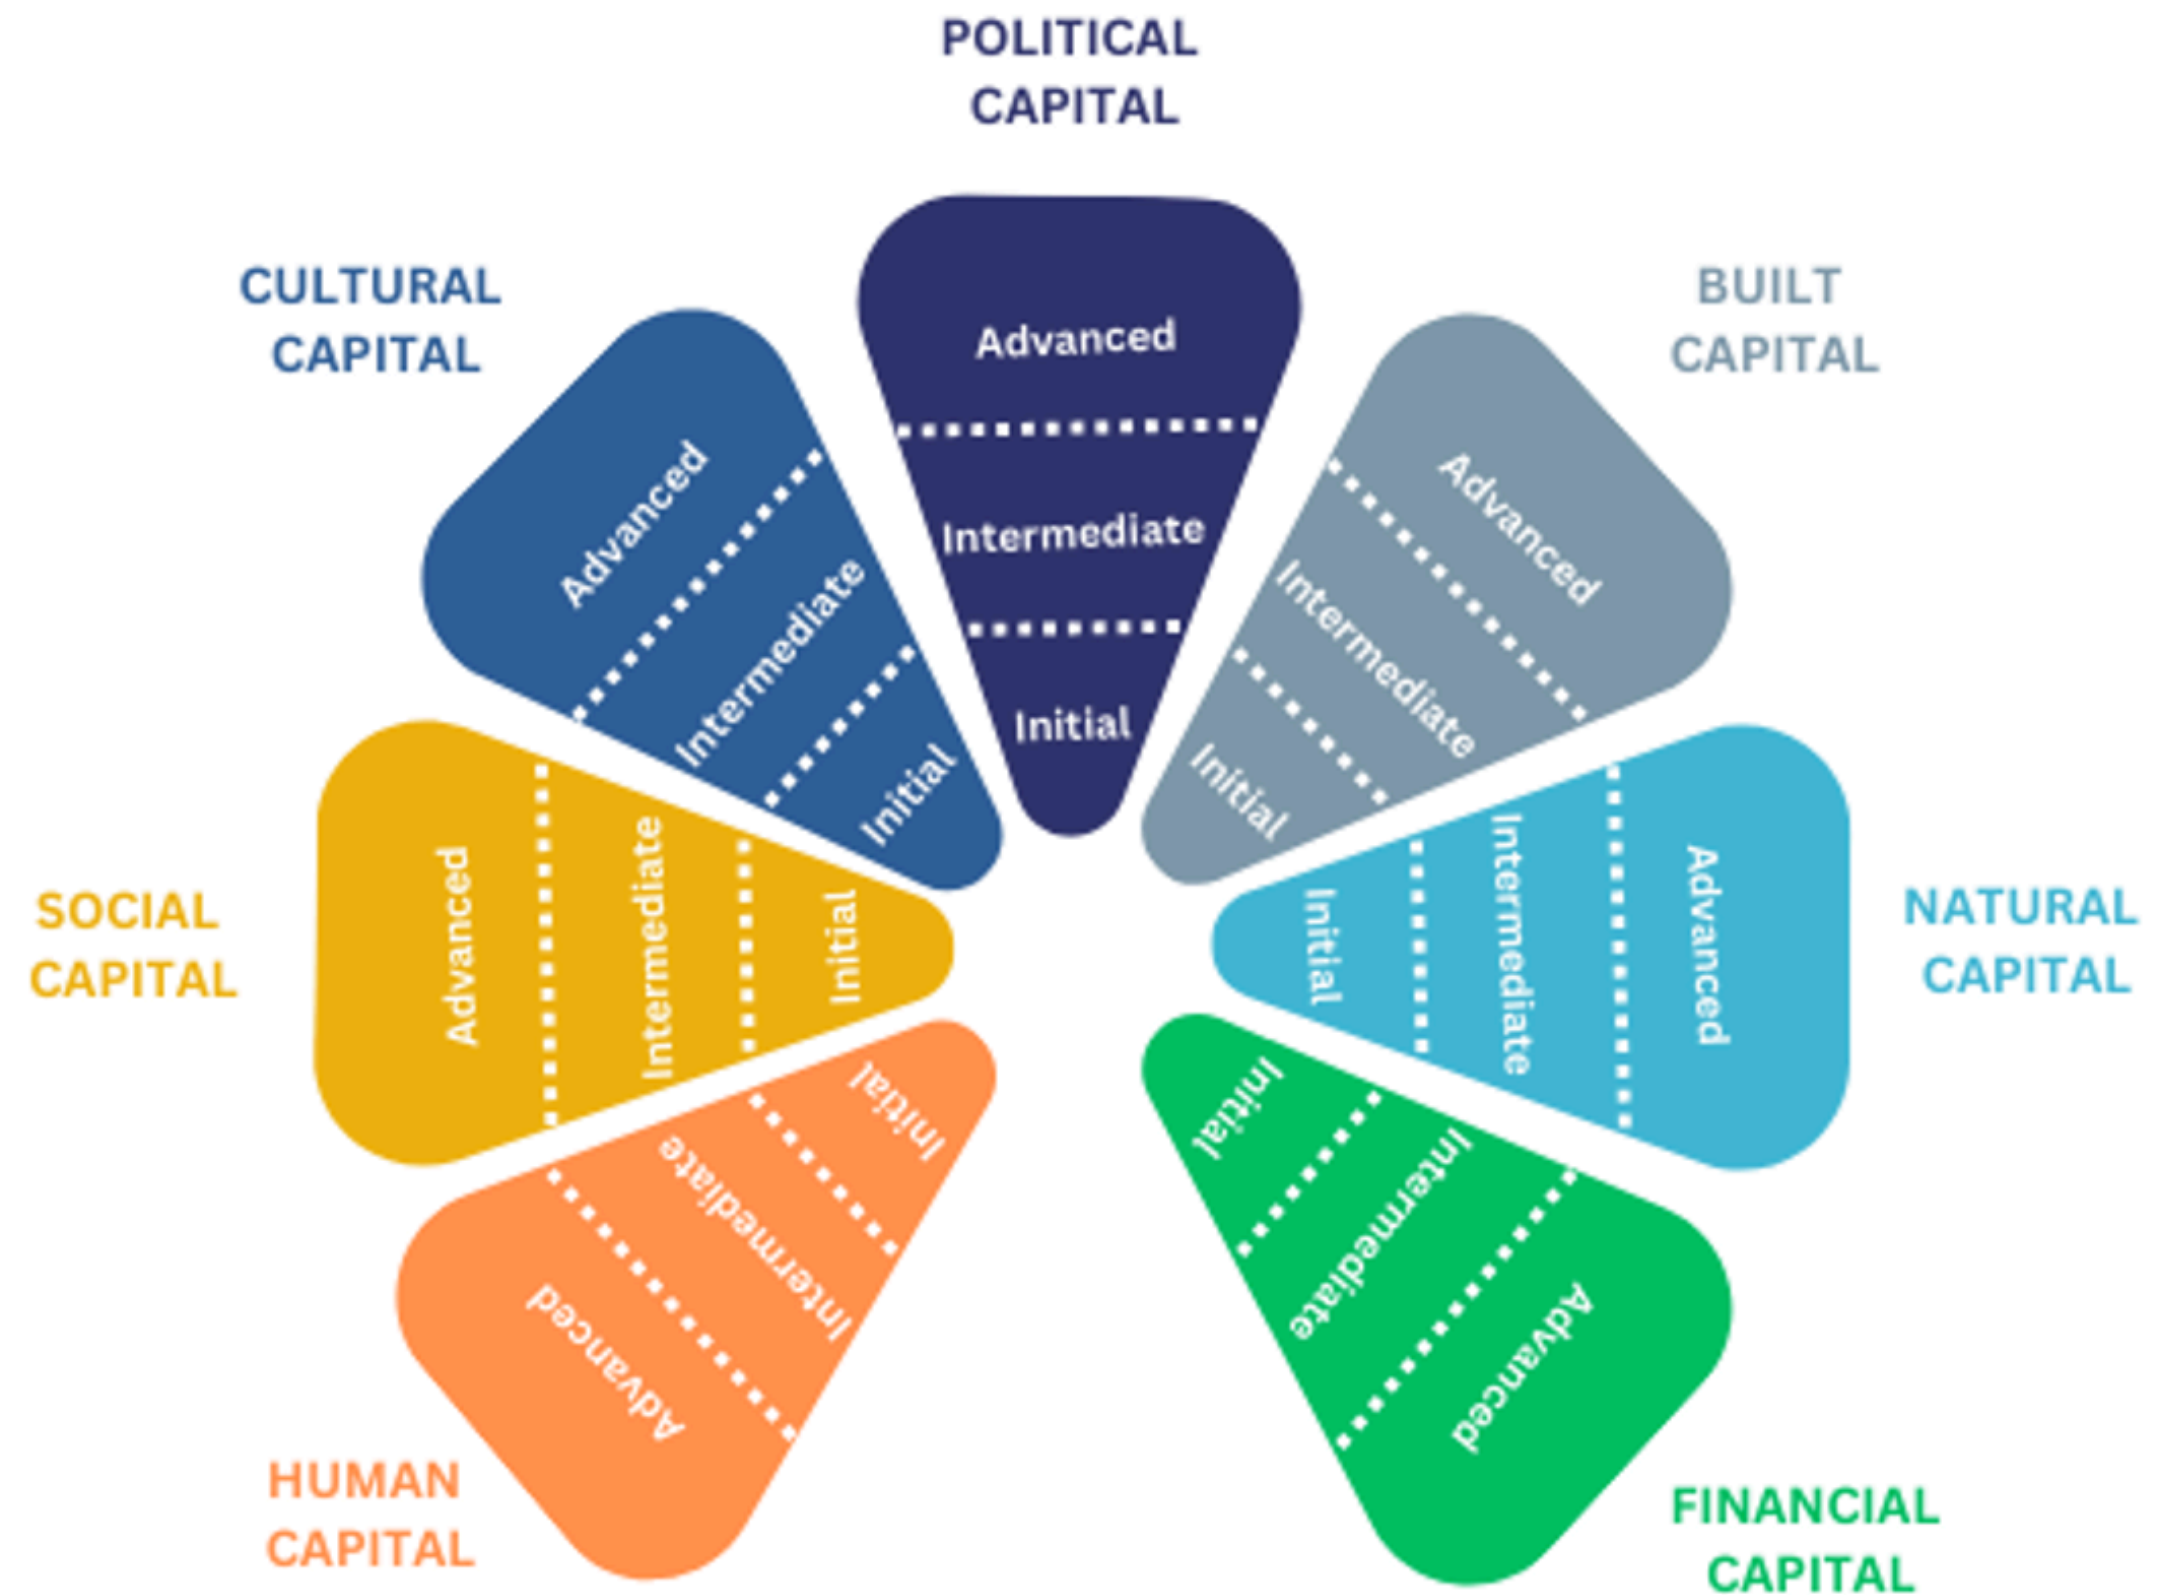 POLITICAL
CAPITAL
Advanced
Intermediate
Initial
BUILT
CAPITAL
Advanced
Intermediate
Initial
NATURAL
CAPITAL
Advanced
Intermediate
Initial
FINANCIAL
CAPITAL
Advanced
Intermediate
Initial
HUMAN
CAPITAL
Advanced
Intermediate
Initial
SOCIAL
CAPITAL
Advanced
Intermediate
Initial
CULTURAL
CAPITAL
Advanced
Intermediate
Initial